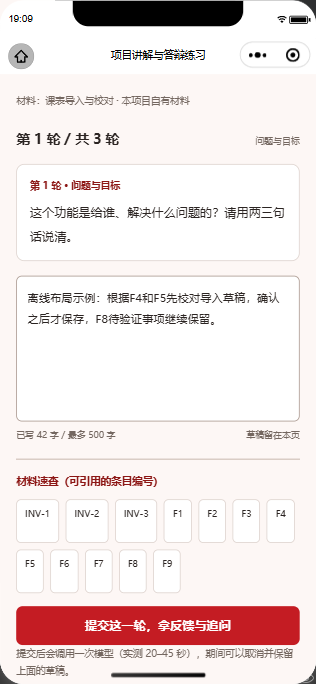 19:09
项目讲解与答辩练习
材料：课表导入与校对 · 本项目自有材料
第 1 轮 / 共 3 轮
问题与目标
第 1 轮 · 问题与目标
这个功能是给谁、解决什么问题的？请用两三句
话说清。
离线布局示例：根据F4和F5先校对导入草稿，确认
之后才保存，F8待验证事项继续保留。
已写 42 字 / 最多 500 字
草稿留在本页
材料速查（可引用的条目编号）
INV-1 INV-2 INV-3 F1 F2 F3 F4
F5 F6 F7 F8 F9
提交这一轮，拿反馈与追问
提交后会调用一次模型（实测 20–45 秒），期间可以取消并保留
上面的草稿。